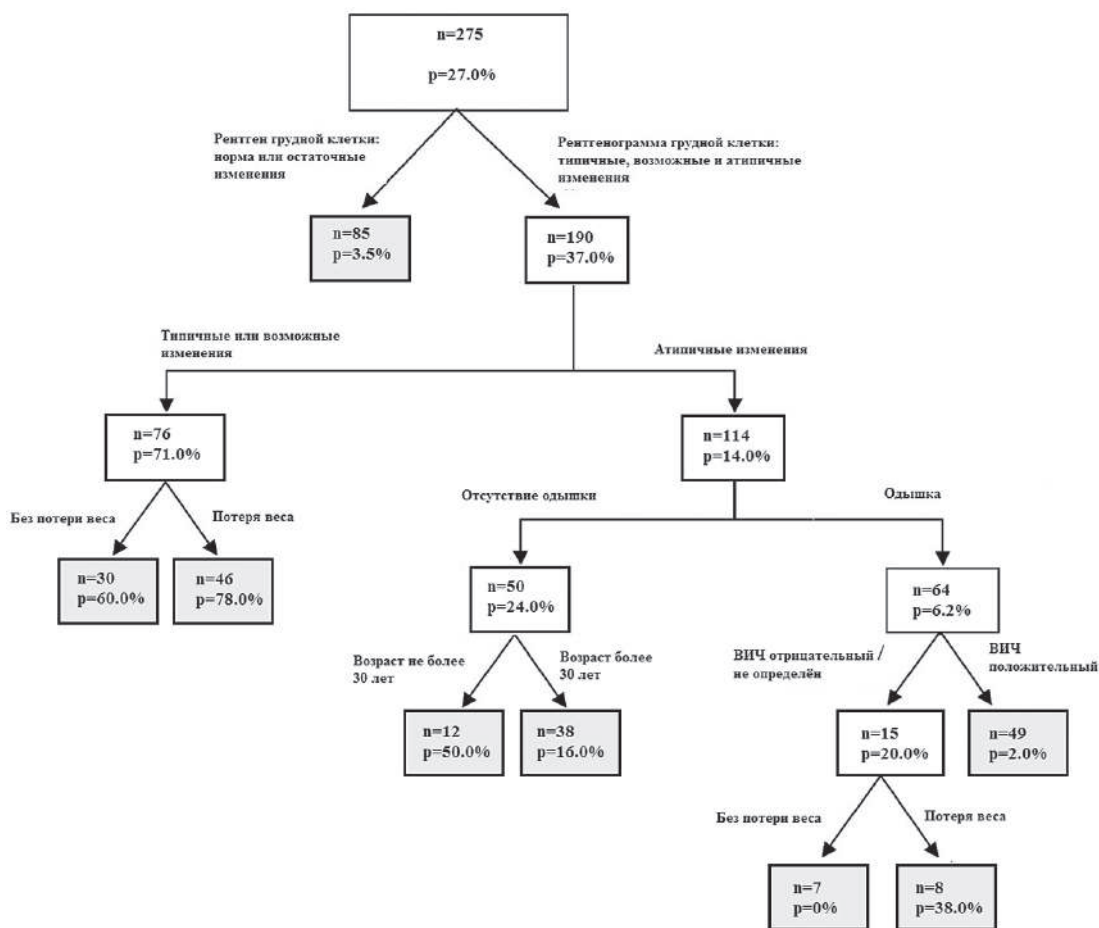 n=275
p=27.0%
Рентген грудной клетки:
норма или остаточные
изменения
Рентгенограмма грудной клетки:
типичные, возможные и атипичные
изменения
n=85
p=3.5%
n=190
p=37.0%
Типичные или возможные
изменения
Атипичные изменения
n=76
p=71.0%
n=114
p=14.0%
Без потери веса
Потеря веса
Отсутствие одышки
Одышка
n=30
p=60.0%
n=46
p=78.0%
n=50
p=24.0%
n=64
p=6.2%
Возраст не более
30 лет
Возраст более
30 лет
ВИЧ отрицательный /
не определён
ВИЧ
положительный
n=12
p=50.0%
n=38
p=16.0%
n=15
p=20.0%
n=49
p=2.0%
Без потери веса
Потеря веса
n=7
p=0%
n=8
p=38.0%